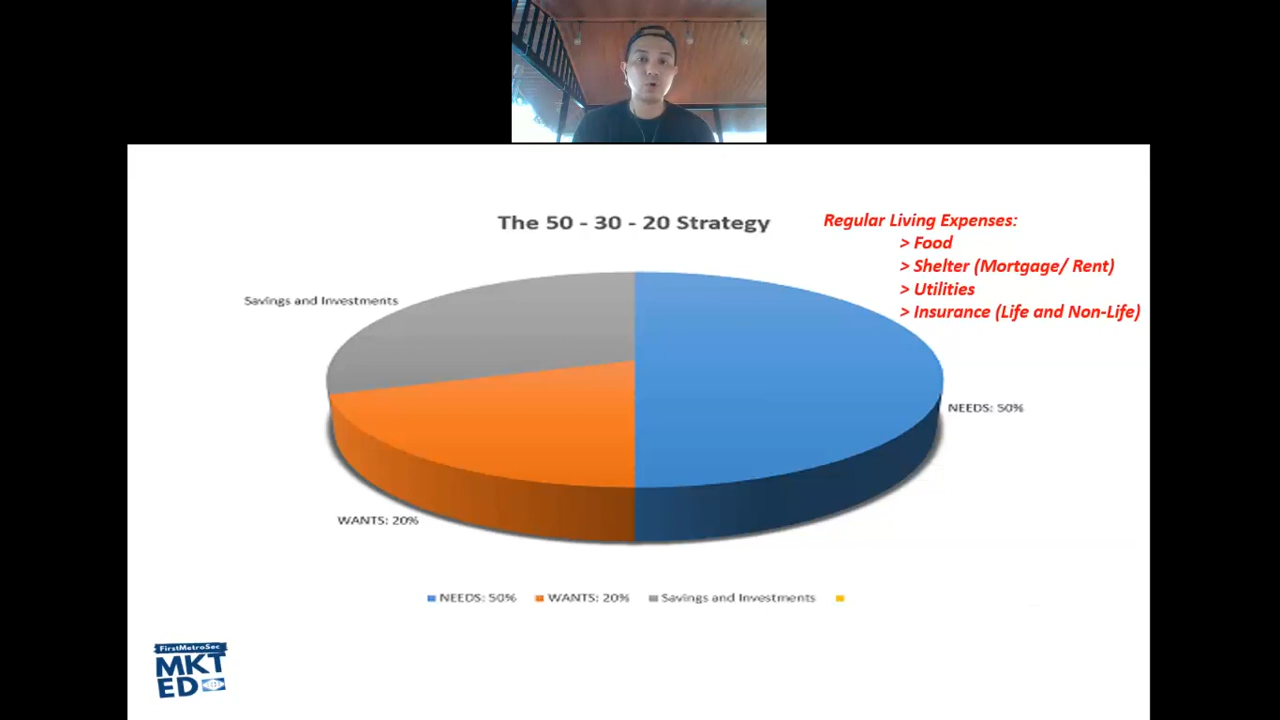 The 50 - 30 - 20 Strategy
Regular Living Expenses:
> Food
> Shelter (Mortgage/ Rent)
> Utilities
> Insurance (Life and Non-Life)
Savings and Investments
NEEDS: 50%
WANTS: 20%
NEEDS: 50% WANTS: 20% Savings and Investments
FirstMetroSec
MKT
ED